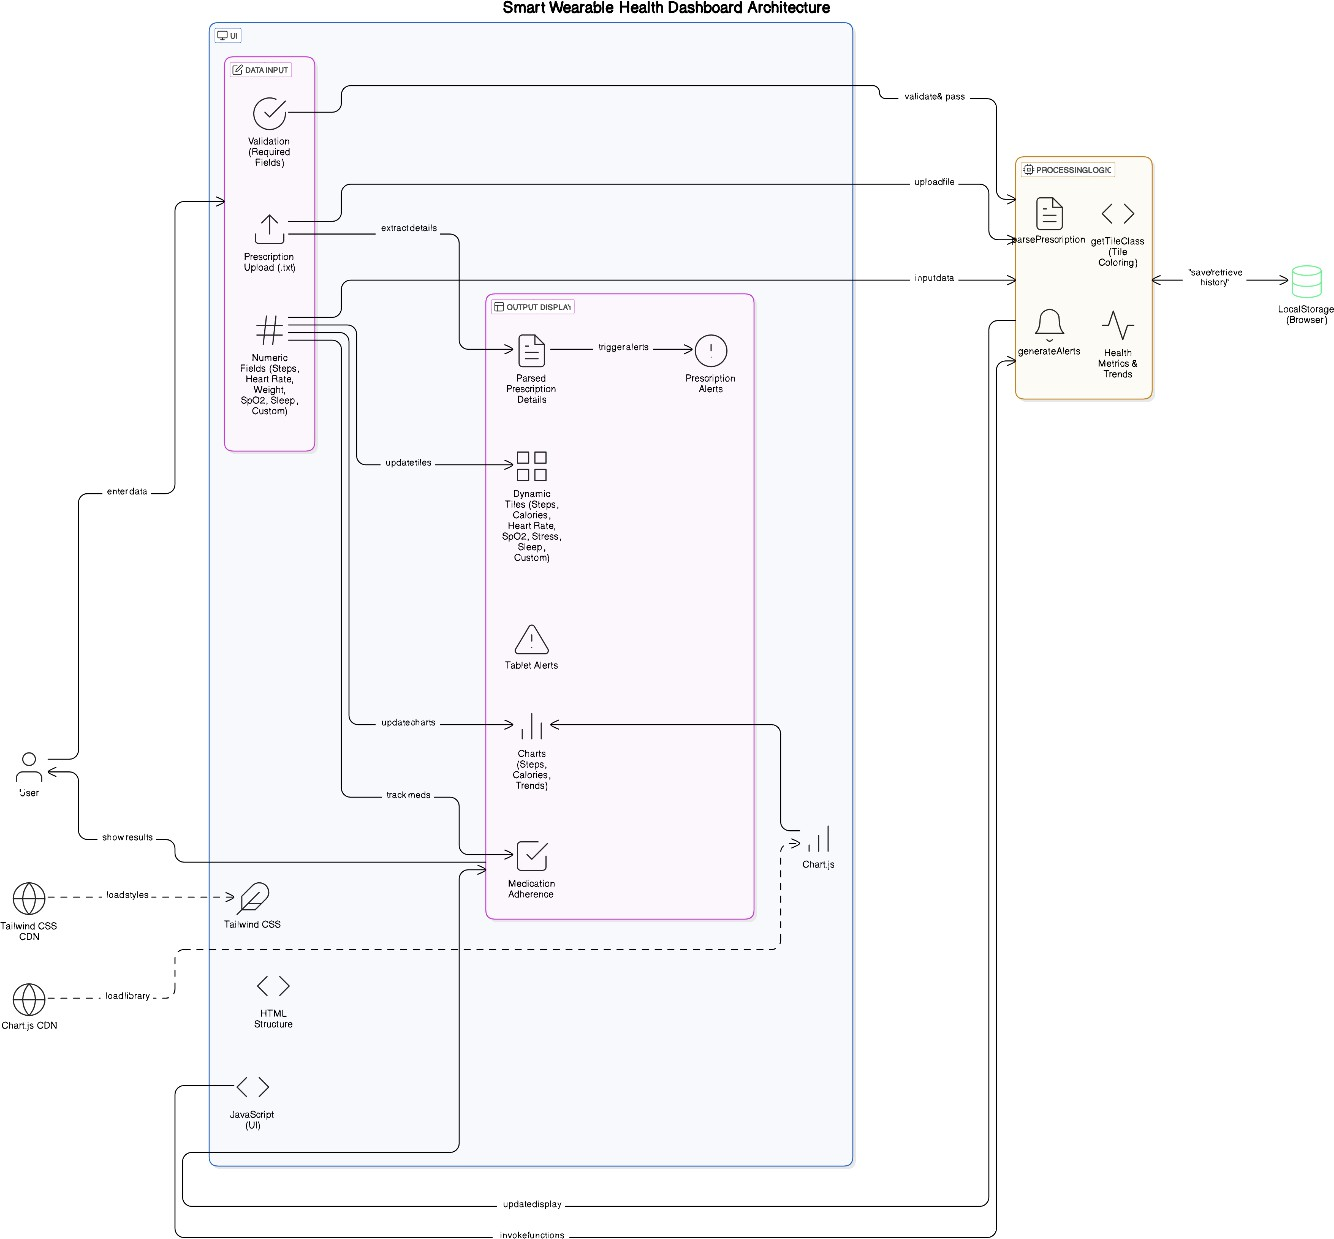 Smart Wearable Health Dashboard Architecture
UI
DATA INPUT
Validation
(Required
Fields)
validate& pass
PROCESSINGLOGIC
Prescription
Upload (.txt)
uploadfile
extractdetails
parsePrescription
getTileClass
(Tile
Coloring)
inputdata
"save/retrieve
history"
LocalStorage
(Browser)
Numeric
Fields (Steps,
Heart Rate,
Weight,
SpO2, Sleep,
Custom)
OUTPUT DISPLAY
generateAlerts
Health
Metrics &
Trends
Parsed
Prescription
Details
triggeralerts
Prescription
Alerts
updatetiles
Dynamic
Tiles (Steps,
Calories,
Heart Rate,
SpO2, Stress,
Sleep,
Custom)
enterdata
Tablet Alerts
updatecharts
Charts
(Steps,
Calories,
Trends)
User
trackmeds
showresults
Chart.js
Medication
Adherence
Tailwind CSS
CDN
loadstyles
Tailwind CSS
Chart.js CDN
loadlibrary
HTML
Structure
JavaScript
(UI)
updatedisplay
invokefunctions